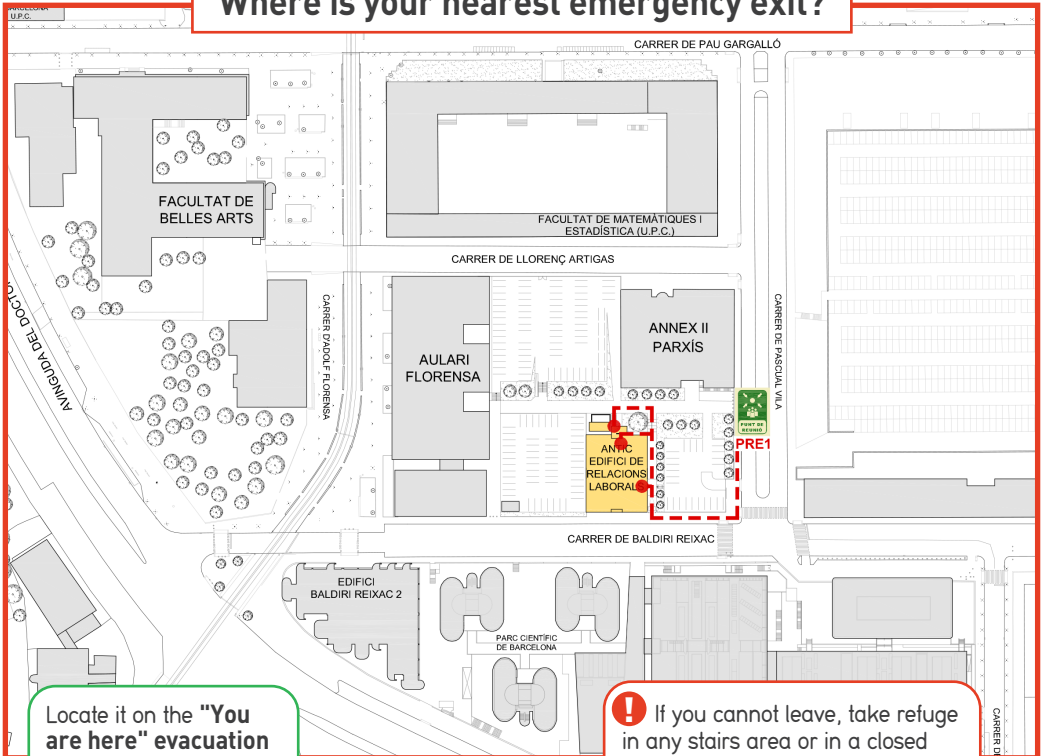 Where is your nearest emergency exit?
BARCELONA
U.P.C.
CARRER DE PAU GARGALLÓ
FACULTAT DE
BELLES ARTS
FACULTAT DE MATEMÀTIQUES I
ESTADÍSTICA (U.P.C.)
CARRER DE LLORENÇ ARTIGAS
AVINGUDA DEL DOCTO
CARRER D'ADOLF FLORENSA
CARRER DE PASCUAL VILA
AULARI
FLORENSA
ANNEX II
PARXÍS
PUNT DE
REUNIÓ
PRE1
ANTIC
EDIFICI DE
RELACIONS
LABORALS
CARRER DE BALDIRI REIXAC
EDIFICI
BALDIRI REIXAC 2
PARC CIENTÍFIC
DE BARCELONA
CARRER D
Locate it on the "You
are here" evacuation
! If you cannot leave, take refuge
in any stairs area or in a closed